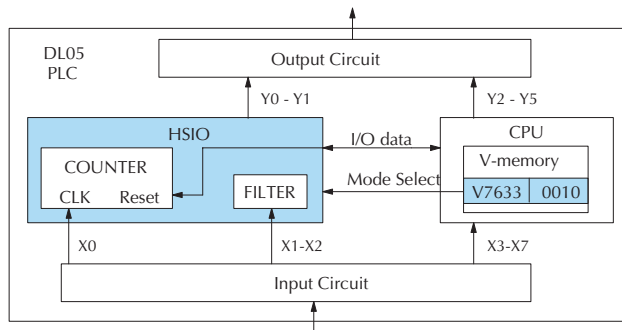 DL05
PLC
Output Circuit
Y0 - Y1
Y2 - Y5
HSIO
I/O data
CPU
COUNTER
CLK Reset
FILTER
Mode Select
V-memory
V7633 0010
X0
X1-X2
X3-X7
Input Circuit